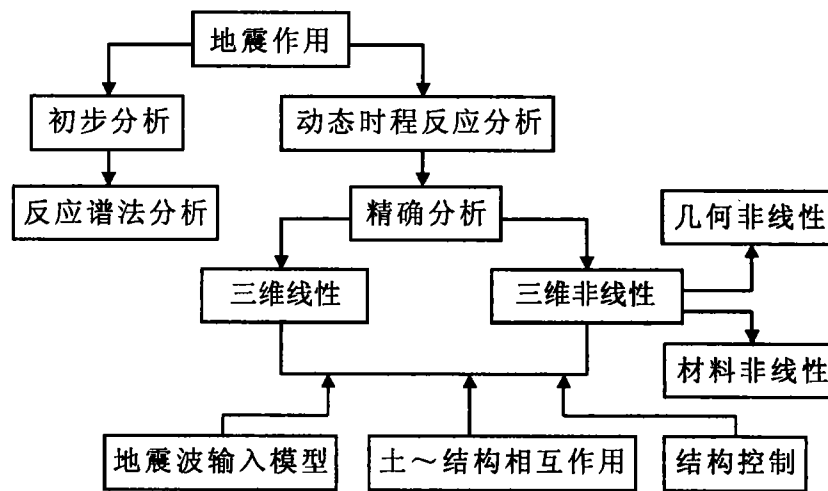 地震作用
初步分析
动态时程反应分析
反应谱法分析
精确分析
几何非线性
三维线性
三维非线性
材料非线性
地震波输入模型
土～结构相互作用
结构控制